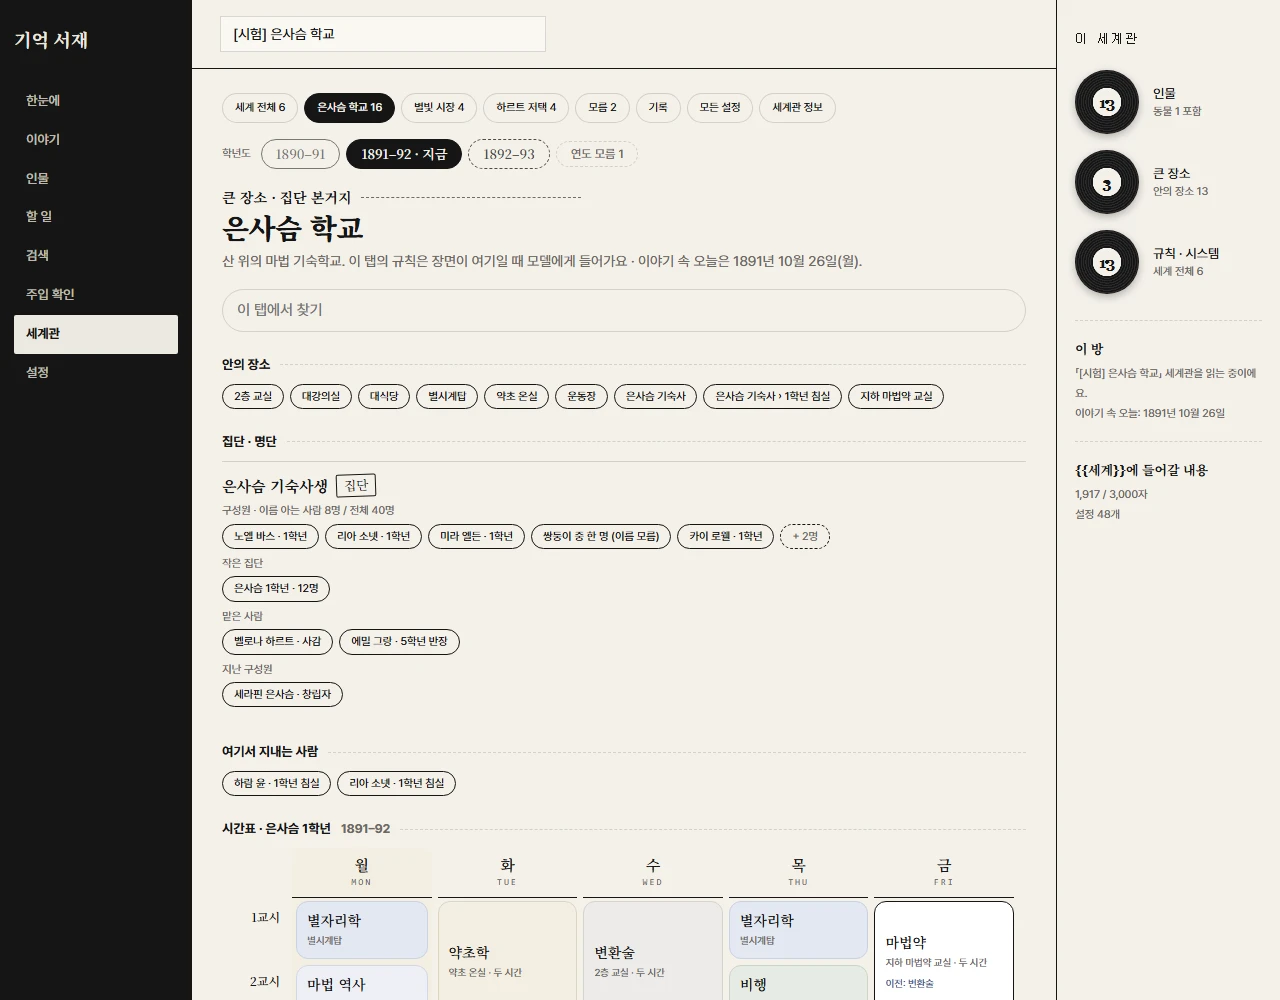 기억 서재
한눈에
이야기
인물
할 일
검색
주입 확인
세계관
설정
[시험] 은사슴 학교
세계 전체 6
은사슴 학교 16
별빛 시장 4
하르트 저택 4
모름 2
기록
모든 설정
세계관 정보
학년도
1890–91
1891–92 · 지금
1892–93
연도 모름 1
큰 장소 · 집단 본거지
은사슴 학교
산 위의 마법 기숙학교. 이 탭의 규칙은 장면이 여기일 때 모델에게 들어가요 · 이야기 속 오늘은 1891년 10월 26일(월).
이 탭에서 찾기
안의 장소
2층 교실
대강의실
대식당
별시계탑
약초 온실
운동장
은사슴 기숙사
은사슴 기숙사 › 1학년 침실
지하 마법약 교실
집단 · 명단
은사슴 기숙사생 집단
구성원 · 이름 아는 사람 8명 / 전체 40명
노엘 바스 · 1학년
리아 소넷 · 1학년
미라 엘든 · 1학년
쌍둥이 중 한 명 (이름 모름)
카이 로웰 · 1학년
+ 2명
작은 집단
은사슴 1학년 · 12명
맡은 사람
벨로나 하르트 · 사감
에밀 그랑 · 5학년 반장
지난 구성원
세라핀 은사슴 · 창립자
여기서 지내는 사람
하람 윤 · 1학년 침실
리아 소넷 · 1학년 침실
시간표 · 은사슴 1학년 1891–92
월
MON
화
TUE
수
WED
목
THU
금
FRI
1교시
별자리학
별시계탑
약초학
약초 온실 · 두 시간
변환술
2층 교실 · 두 시간
별자리학
별시계탑
마법약
지하 마법약 교실 · 두 시간
이전: 변환술
2교시
마법 역사
비행
이 세계관
13
인물
동물 1 포함
3
큰 장소
안의 장소 13
13
규칙 · 시스템
세계 전체 6
이 방
「[시험] 은사슴 학교」 세계관을 읽는 중이에
요.
이야기 속 오늘: 1891년 10월 26일
{{세계}}에 들어갈 내용
1,917 / 3,000자
설정 48개